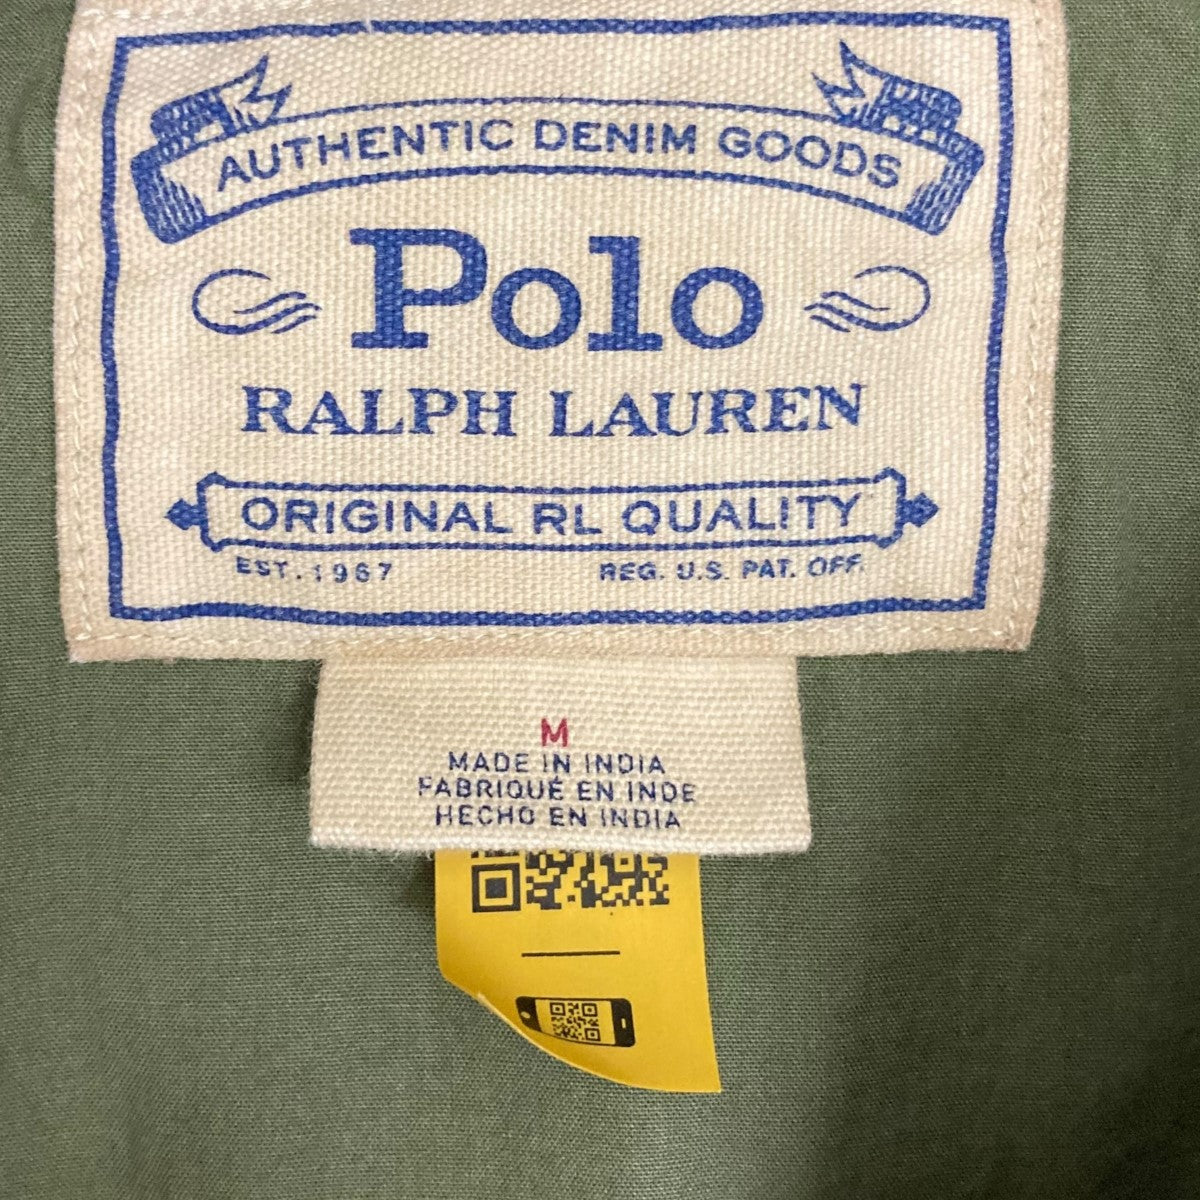 AUTHENTIC DENIM GOODS
Polo
RALPH LAUREN
ORIGINAL RL QUALITY
EST. 1967 REG. U.S. PAT. OFF.
M
MADE IN INDIA
FABRIQUÉ EN INDE
HECHO EN INDIA